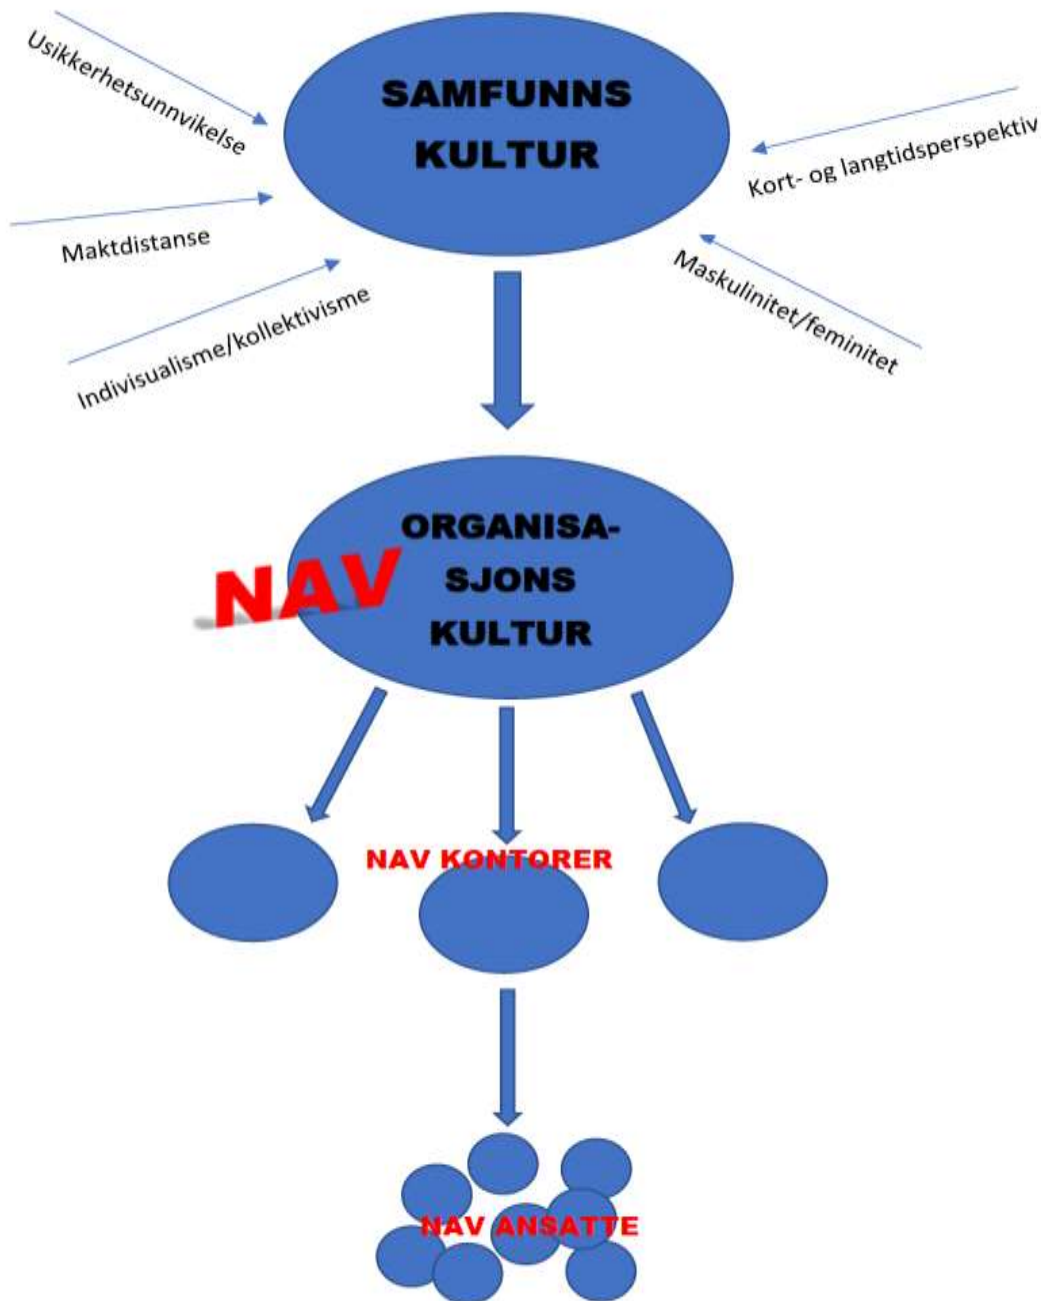 Usikkerhetsunnvikelse
SAMFUNNS
KULTUR
Kort- og langtidsperspektiv
Maktdistanse
Indivisualisme/kollektivisme
Maskulinitet/feminitet
ORGANISA-
SJONS
KULTUR
NAV
NAV KONTORER
NAV ANSATTE